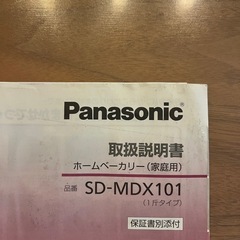 Panasonic
取扱説明書
ホームベーカリー(家庭用)
品番 SD-MDX101
(1斤タイプ)
保証書別添付